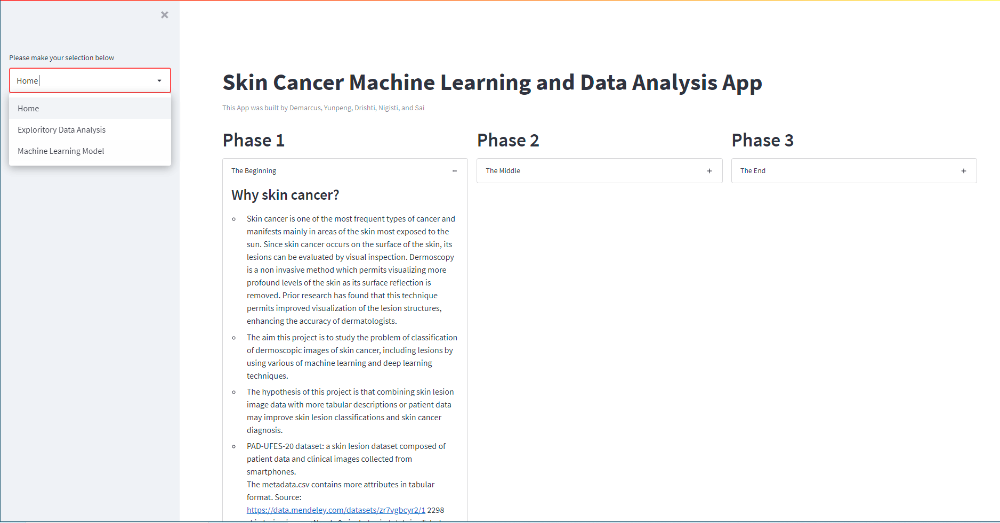 Please make your selection below
Home
Home
Exploritory Data Analysis
Machine Learning Model
Skin Cancer Machine Learning and Data Analysis App
This App was built by Demarcus, Yunpeng, Drishti, Nigisti, and Sai
Phase 1
The Beginning
Why skin cancer?
Skin cancer is one of the most frequent types of cancer and
manifests mainly in areas of the skin most exposed to the
sun. Since skin cancer occurs on the surface of the skin, its
lesions can be evaluated by visual inspection. Dermoscopy
is a non invasive method which permits visualizing more
profound levels of the skin as its surface reflection is
removed. Prior research has found that this technique
permits improved visualization of the lesion structures,
enhancing the accuracy of dermatologists.
The aim this project is to study the problem of classification
of dermoscopic images of skin cancer, including lesions by
using various of machine learning and deep learning
techniques.
The hypothesis of this project is that combining skin lesion
image data with more tabular descriptions or patient data
may improve skin lesion classifications and skin cancer
diagnosis.
PAD-UFES-20 dataset: a skin lesion dataset composed of
patient data and clinical images collected from
smartphones.
The metadata.csv contains more attributes in tabular
format. Source:
https://data.mendeley.com/datasets/zr7vgbcyr2/1 2298
Phase 2
The Middle
Phase 3
The End